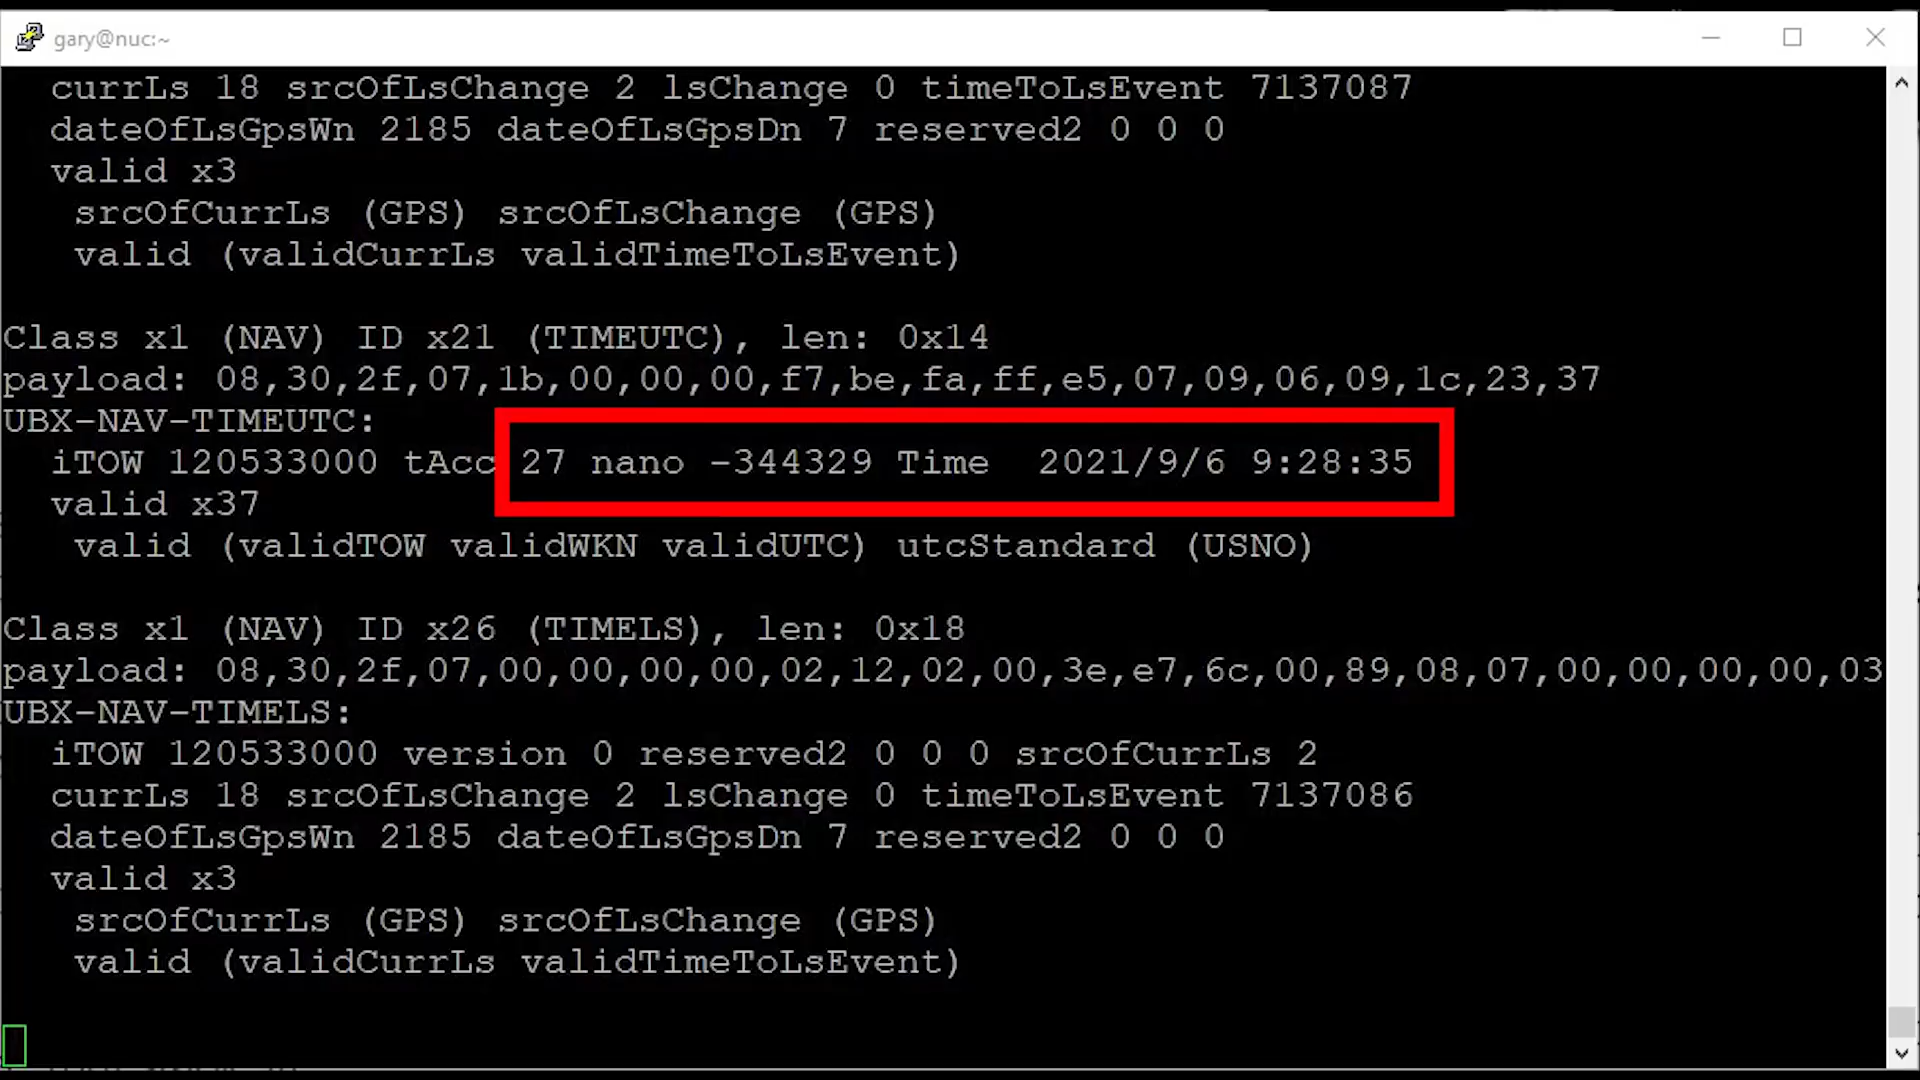 gary@nuc:~
currLs 18 srcOfLsChange 2 lsChange 0 timeToLsEvent 7137087
dateOfLsGpsWn 2185 dateOfLsGpsDn 7 reserved2 0 0 0
valid x3
srcOfCurrLs (GPS) srcOfLsChange (GPS)
valid (validCurrLs validTimeToLsEvent)
Class x1 (NAV) ID x21 (TIMEUTC), len: 0x14
payload: 08,30,2f,07,1b,00,00,00,f7,be,fa,ff,e5,07,09,06,09,1c,23,37
UBX-NAV-TIMEUTC:
iTOW 120533000 tAcc 27 nano -344329 Time  2021/9/6 9:28:35
valid x37
valid (validTOW validWKN validUTC) utcStandard (USNO)
Class x1 (NAV) ID x26 (TIMELS), len: 0x18
payload: 08,30,2f,07,00,00,00,00,02,12,02,00,3e,e7,6c,00,89,08,07,00,00,00,00,03
UBX-NAV-TIMELS:
iTOW 120533000 version 0 reserved2 0 0 0 srcOfCurrLs 2
currLs 18 srcOfLsChange 2 lsChange 0 timeToLsEvent 7137086
dateOfLsGpsWn 2185 dateOfLsGpsDn 7 reserved2 0 0 0
valid x3
srcOfCurrLs (GPS) srcOfLsChange (GPS)
valid (validCurrLs validTimeToLsEvent)